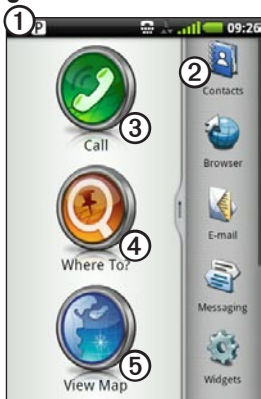 ① P 09:26
② Contacts
③ Call
Browser
④ Where To?
E-mail
Messaging
⑤ View Map
Widgets